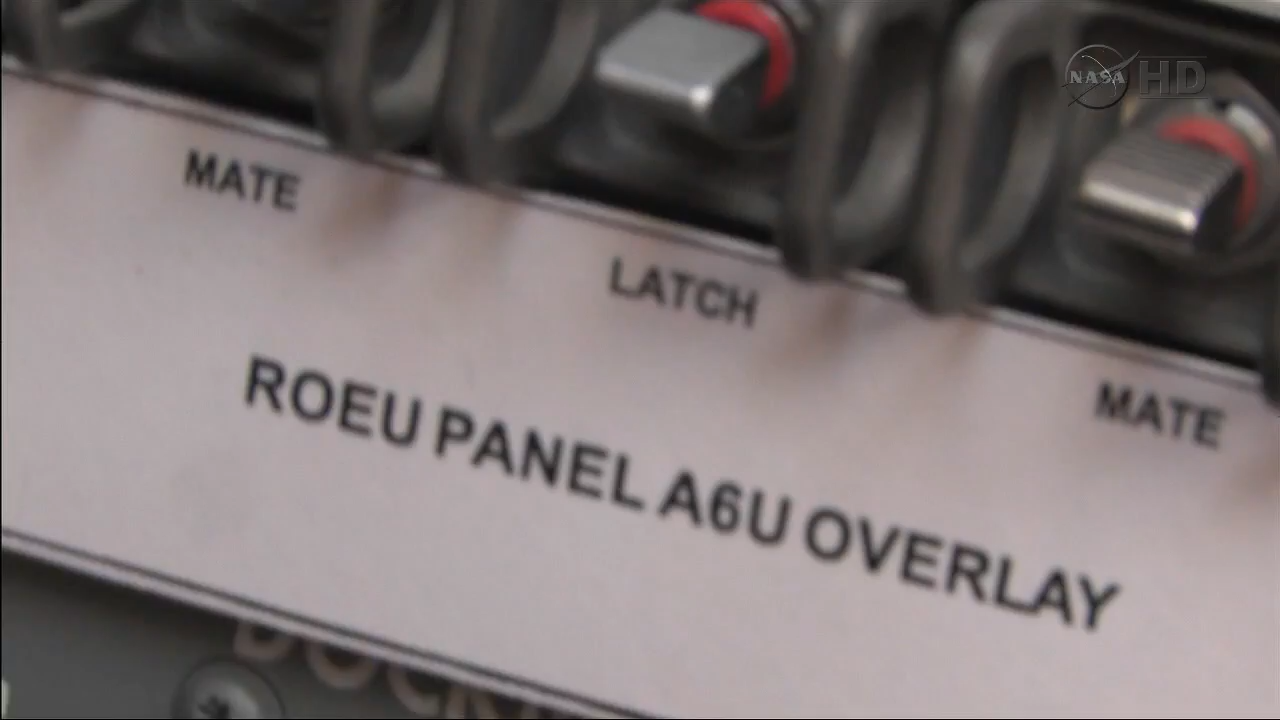 NASA HD
MATE
LATCH
MATE
ROEU PANEL A6U OVERLAY